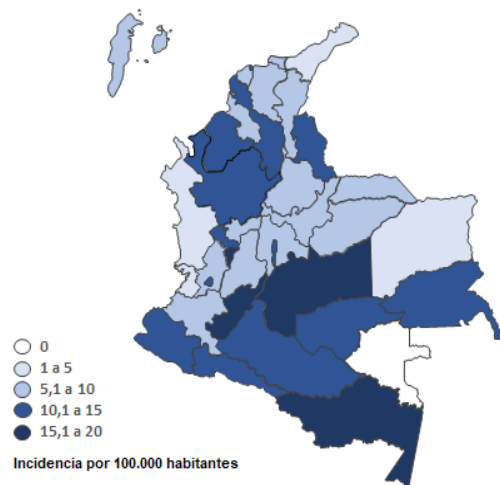 0
1 a 5
5,1 a 10
10,1 a 15
15,1 a 20
Incidencia por 100.000 habitantes